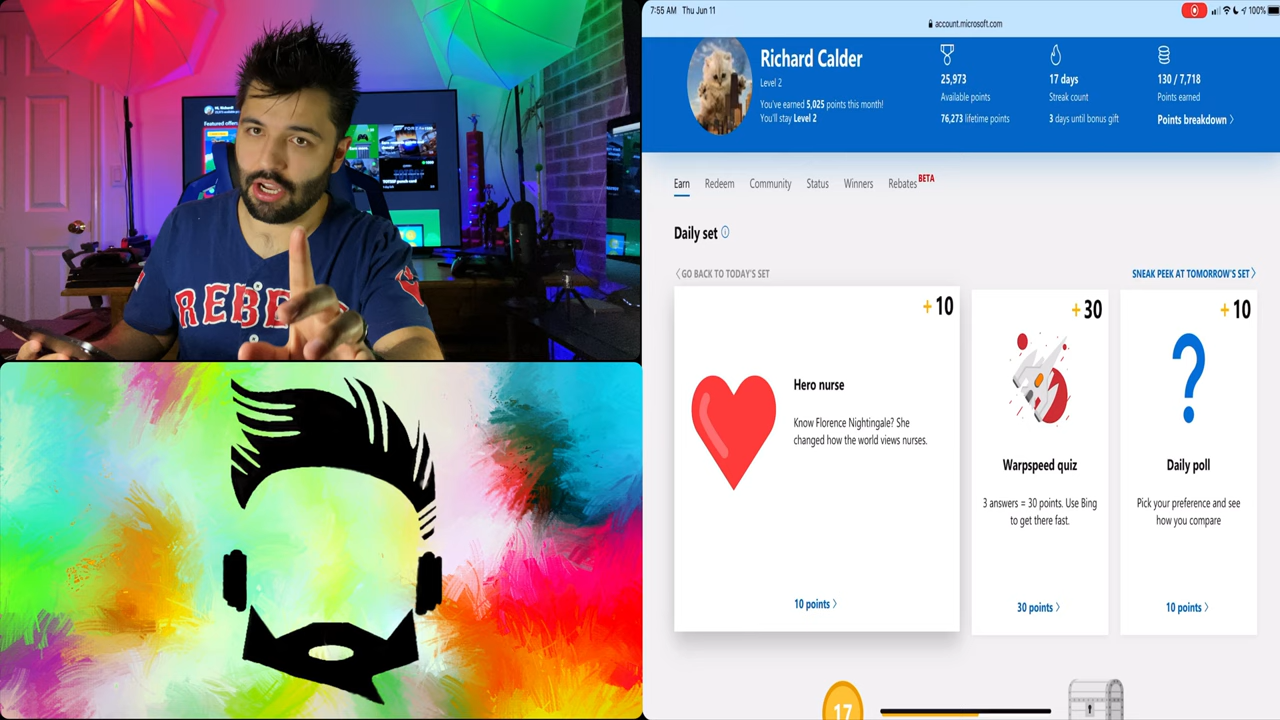 7:55 AM Thu Jun 11
100%
account.microsoft.com
Richard Calder
Level 2
You've earned 5,025 points this month!
You'll stay Level 2
25,973
Available points
76,273 lifetime points
17 days
Streak count
3 days until bonus gift
130 / 7,718
Points earned
Points breakdown
Earn
Redeem
Community
Status
Winners
Rebates BETA
Daily set
GO BACK TO TODAY'S SET
SNEAK PEEK AT TOMORROW'S SET
+10
Hero nurse
Know Florence Nightingale? She
changed how the world views nurses.
10 points
+30
Warpspeed quiz
3 answers = 30 points. Use Bing
to get there fast.
30 points
+10
Daily poll
Pick your preference and see
how you compare
10 points
17